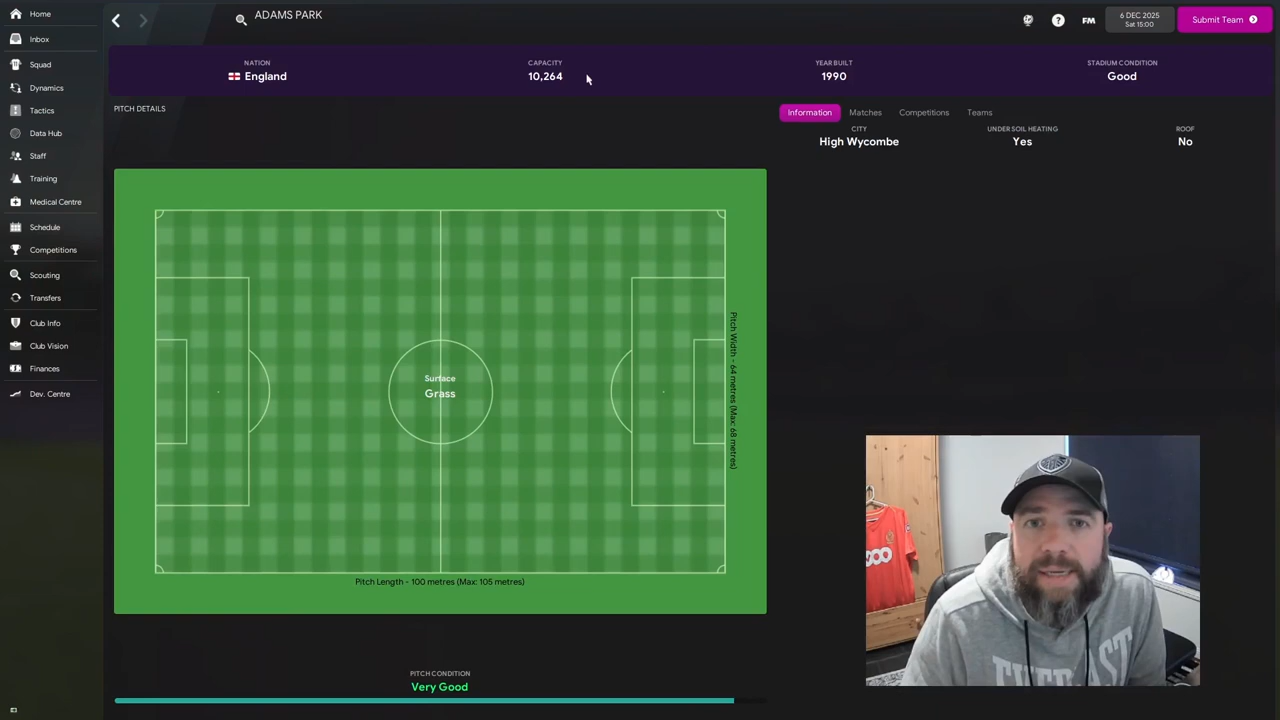 Home
Inbox
Squad
Dynamics
Tactics
Data Hub
Staff
Training
Medical Centre
Schedule
Competitions
Scouting
Transfers
Club Info
Club Vision
Finances
Dev. Centre
ADAMS PARK
?
FM
6 DEC 2025
Sat 15:00
Submit Team
NATION
England
CAPACITY
10,264
YEAR BUILT
1990
STADIUM CONDITION
Good
PITCH DETAILS
Surface
Grass
Pitch Width - 64 metres (Max: 68 metres)
Pitch Length - 100 metres (Max: 105 metres)
PITCH CONDITION
Very Good
Information
Matches
Competitions
Teams
CITY
High Wycombe
UNDER SOIL HEATING
Yes
ROOF
No